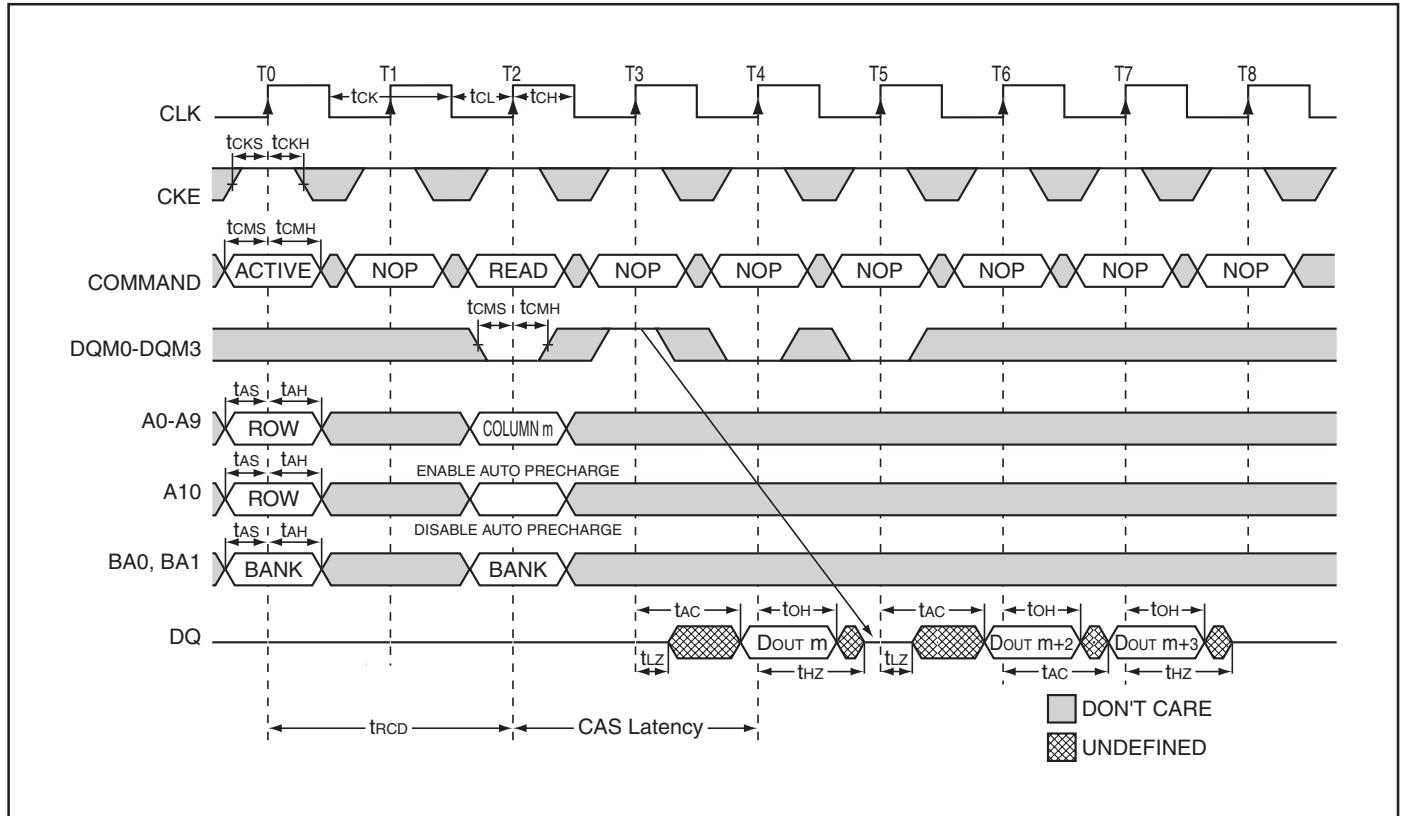 T0 T1 T2 T3 T4 T5 T6 T7 T8
tCK tCL tCH
CLK
tCKS tCKH
CKE
tCMS tCMH
COMMAND ACTIVE NOP READ NOP NOP NOP NOP NOP NOP
tCMS tCMH
DQM0-DQM3
tAS tAH
A0-A9 ROW COLUMN m
tAS tAH ENABLE AUTO PRECHARGE
A10 ROW
tAS tAH DISABLE AUTO PRECHARGE
BA0, BA1 BANK BANK
tAC tOH tAC tOH tOH
DQ DOUT m DOUT m+2 DOUT m+3
tLZ tHZ tLZ tAC tHZ
DON'T CARE
tRCD CAS Latency
UNDEFINED